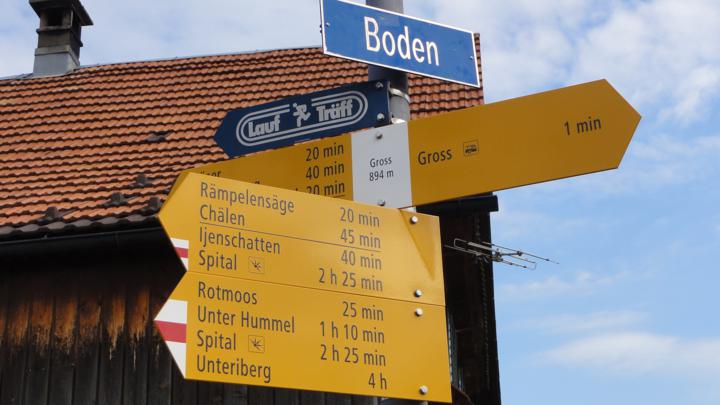 Boden
Lauf Träff
20 min
40 min
20 min
Gross
894 m
Gross 1 min
Rämpelensäge 20 min
Chälen 45 min
Ijenschatten 40 min
Spital 2 h 25 min
Rotmoos 25 min
Unter Hummel 1 h 10 min
Spital 2 h 25 min
Unteriberg 4 h